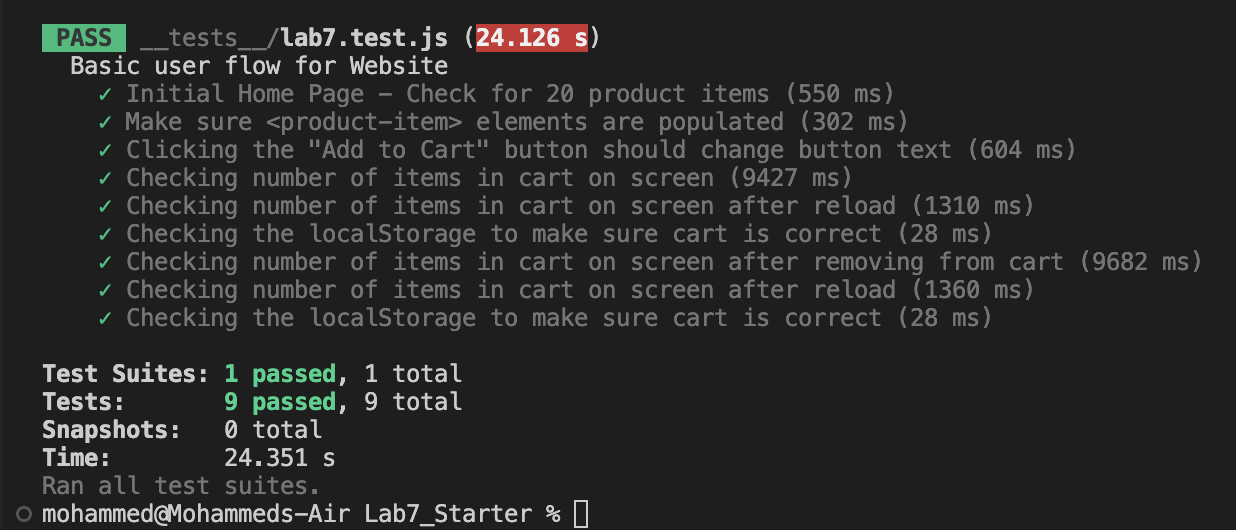 PASS __tests__/lab7.test.js (24.126 s)
Basic user flow for Website
✓ Initial Home Page – Check for 20 product items (550 ms)
✓ Make sure <product-item> elements are populated (302 ms)
✓ Clicking the "Add to Cart" button should change button text (604 ms)
✓ Checking number of items in cart on screen (9427 ms)
✓ Checking number of items in cart on screen after reload (1310 ms)
✓ Checking the localStorage to make sure cart is correct (28 ms)
✓ Checking number of items in cart on screen after removing from cart (9682 ms)
✓ Checking number of items in cart on screen after reload (1360 ms)
✓ Checking the localStorage to make sure cart is correct (28 ms)
Test Suites: 1 passed, 1 total
Tests: 9 passed, 9 total
Snapshots: 0 total
Time: 24.351 s
Ran all test suites.
mohammed@Mohammeds-Air Lab7_Starter %